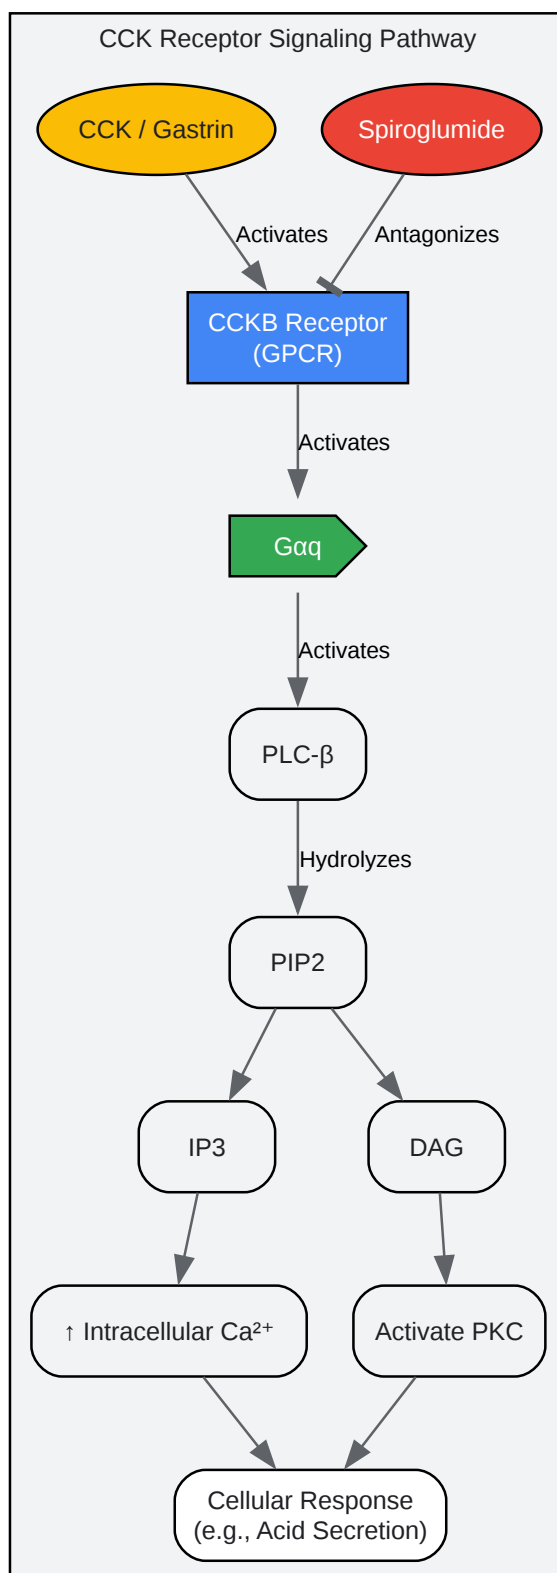 CCK Receptor Signaling Pathway
CCK / Gastrin
Spiroglumide
Activates
Antagonizes
CCKB Receptor
(GPCR)
Activates
Gαq
Activates
PLC-β
Hydrolyzes
PIP2
IP3
DAG
↑ Intracellular Ca²⁺
Activate PKC
Cellular Response
(e.g., Acid Secretion)